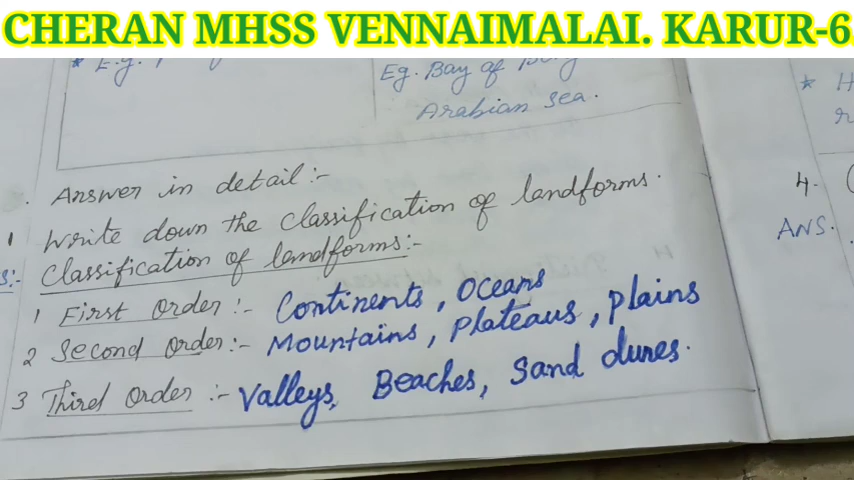 CHERAN MHSS VENNAIMALAI. KARUR-6
* E.g.
Eg. Bay of
Arabian Sea.
* H
4.
ANS.
Answer in detail:-
1 Write down the classification of landforms.
s:- Classification of landforms:-
1 First Order:- Continents, Oceans
2 Second Order:- Mountains, Plateaus, plains
3 Third Order:- Valleys, Beaches, Sand dunes.